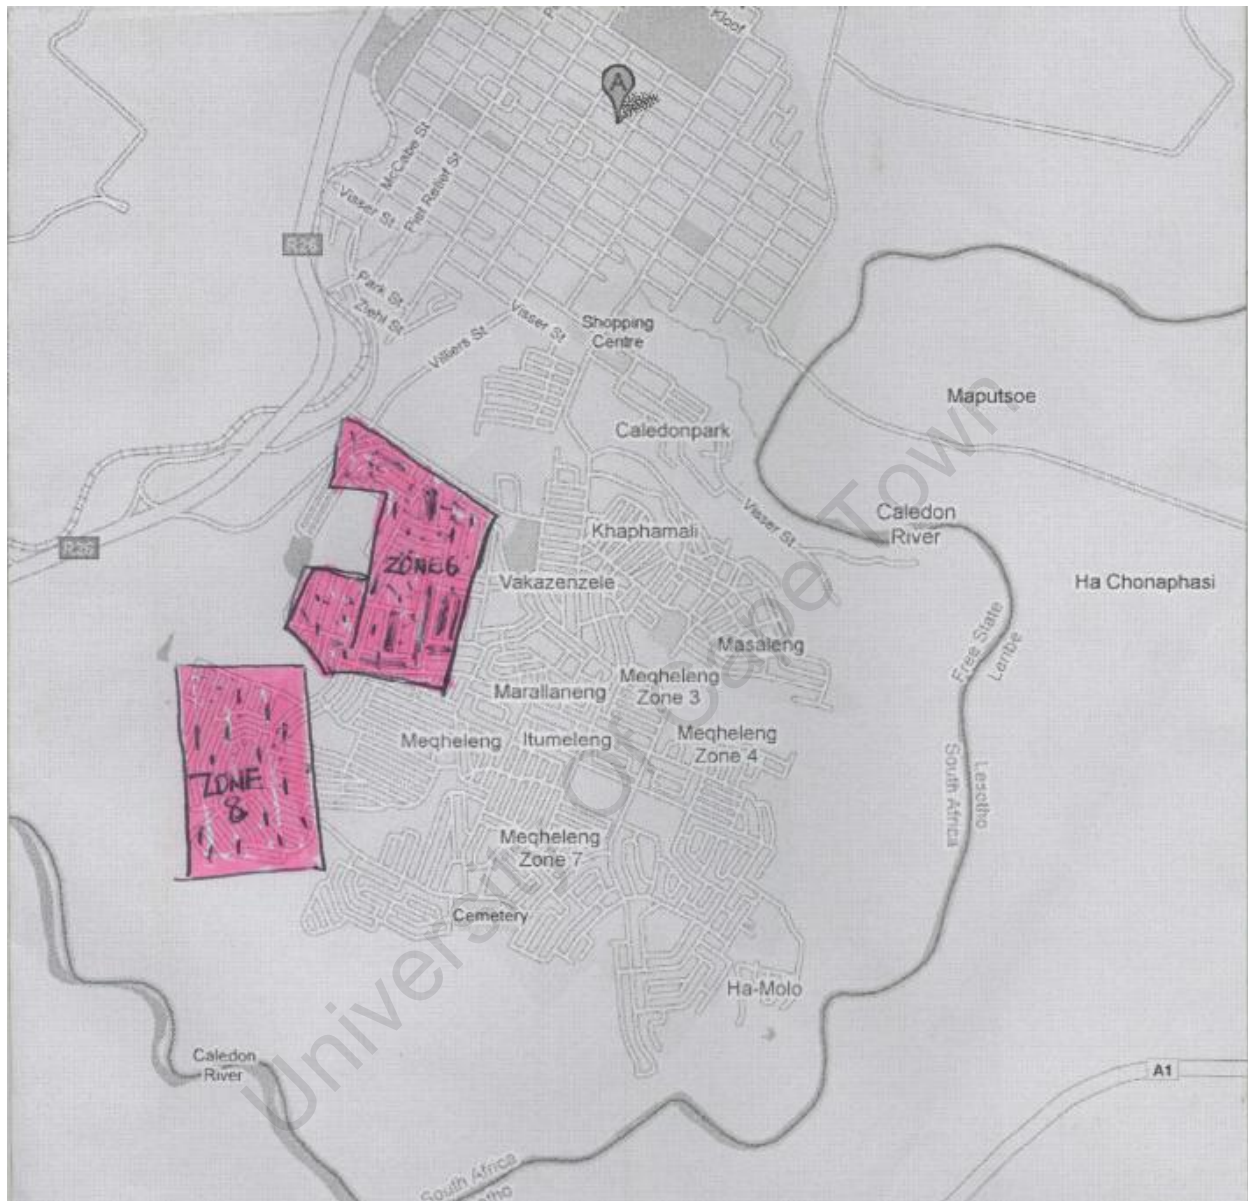 Kloof
A
McCabe St
Piet Retief St
Visser St
R26
Park St
Ziehl St
Villiers St
Visser St
Shopping
Centre
Maputsoe
Caledonpark
Caledon
River
Visser St
Khaphamali
R26
ZONE 6
Vakazenzele
Ha Chonaphasi
Free State
Leribe
Masaleng
Meqheleng
Zone 3
Marallaneng
Meqheleng
Itumeleng
Meqheleng
Zone 4
South Africa
Lesotho
ZONE
8
Meqheleng
Zone 7
Cemetery
Ha-Molo
Caledon
River
A1
South Africa
University of Cape Town